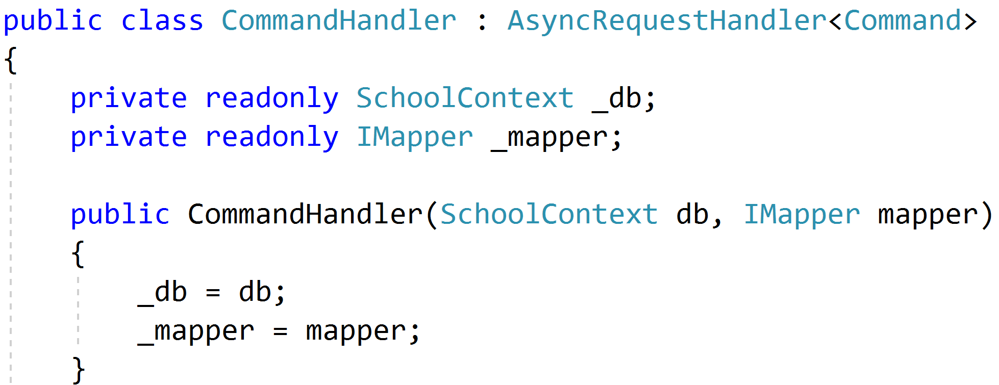 public class CommandHandler : AsyncRequestHandler<Command>
{
    private readonly SchoolContext _db;
    private readonly IMapper _mapper;

    public CommandHandler(SchoolContext db, IMapper mapper)
    {
        _db = db;
        _mapper = mapper;
    }